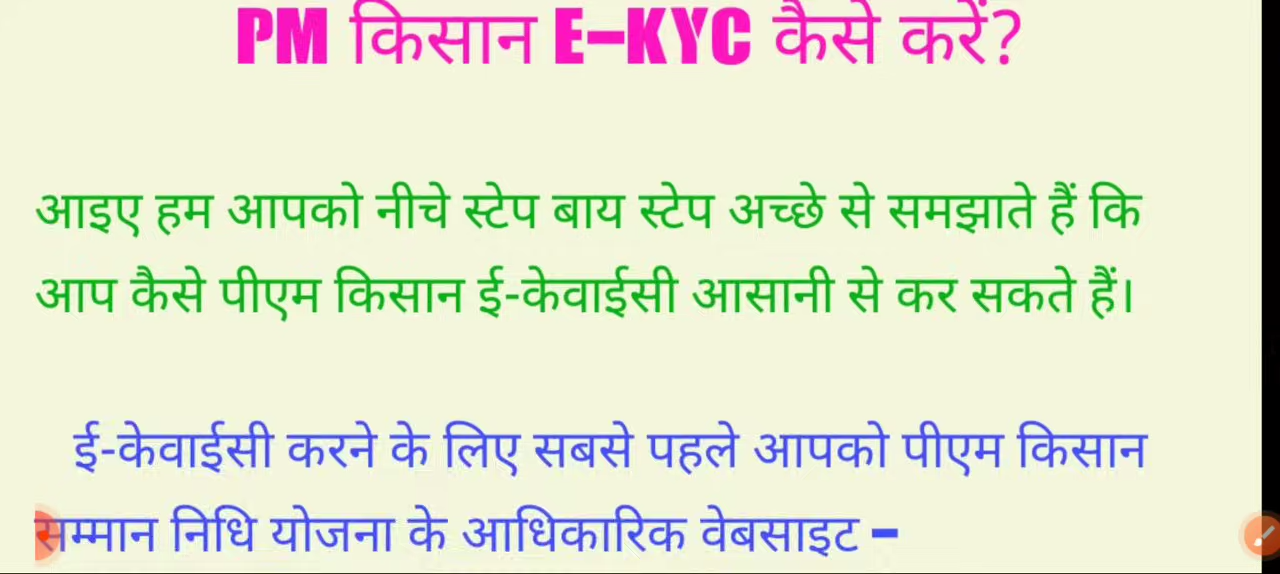 PM किसान E-KYC कैसे करें?
आइए हम आपको नीचे स्टेप बाय स्टेप अच्छे से समझाते हैं कि
आप कैसे पीएम किसान ई-केवाईसी आसानी से कर सकते हैं।
ई-केवाईसी करने के लिए सबसे पहले आपको पीएम किसान
सम्मान निधि योजना के आधिकारिक वेबसाइट –